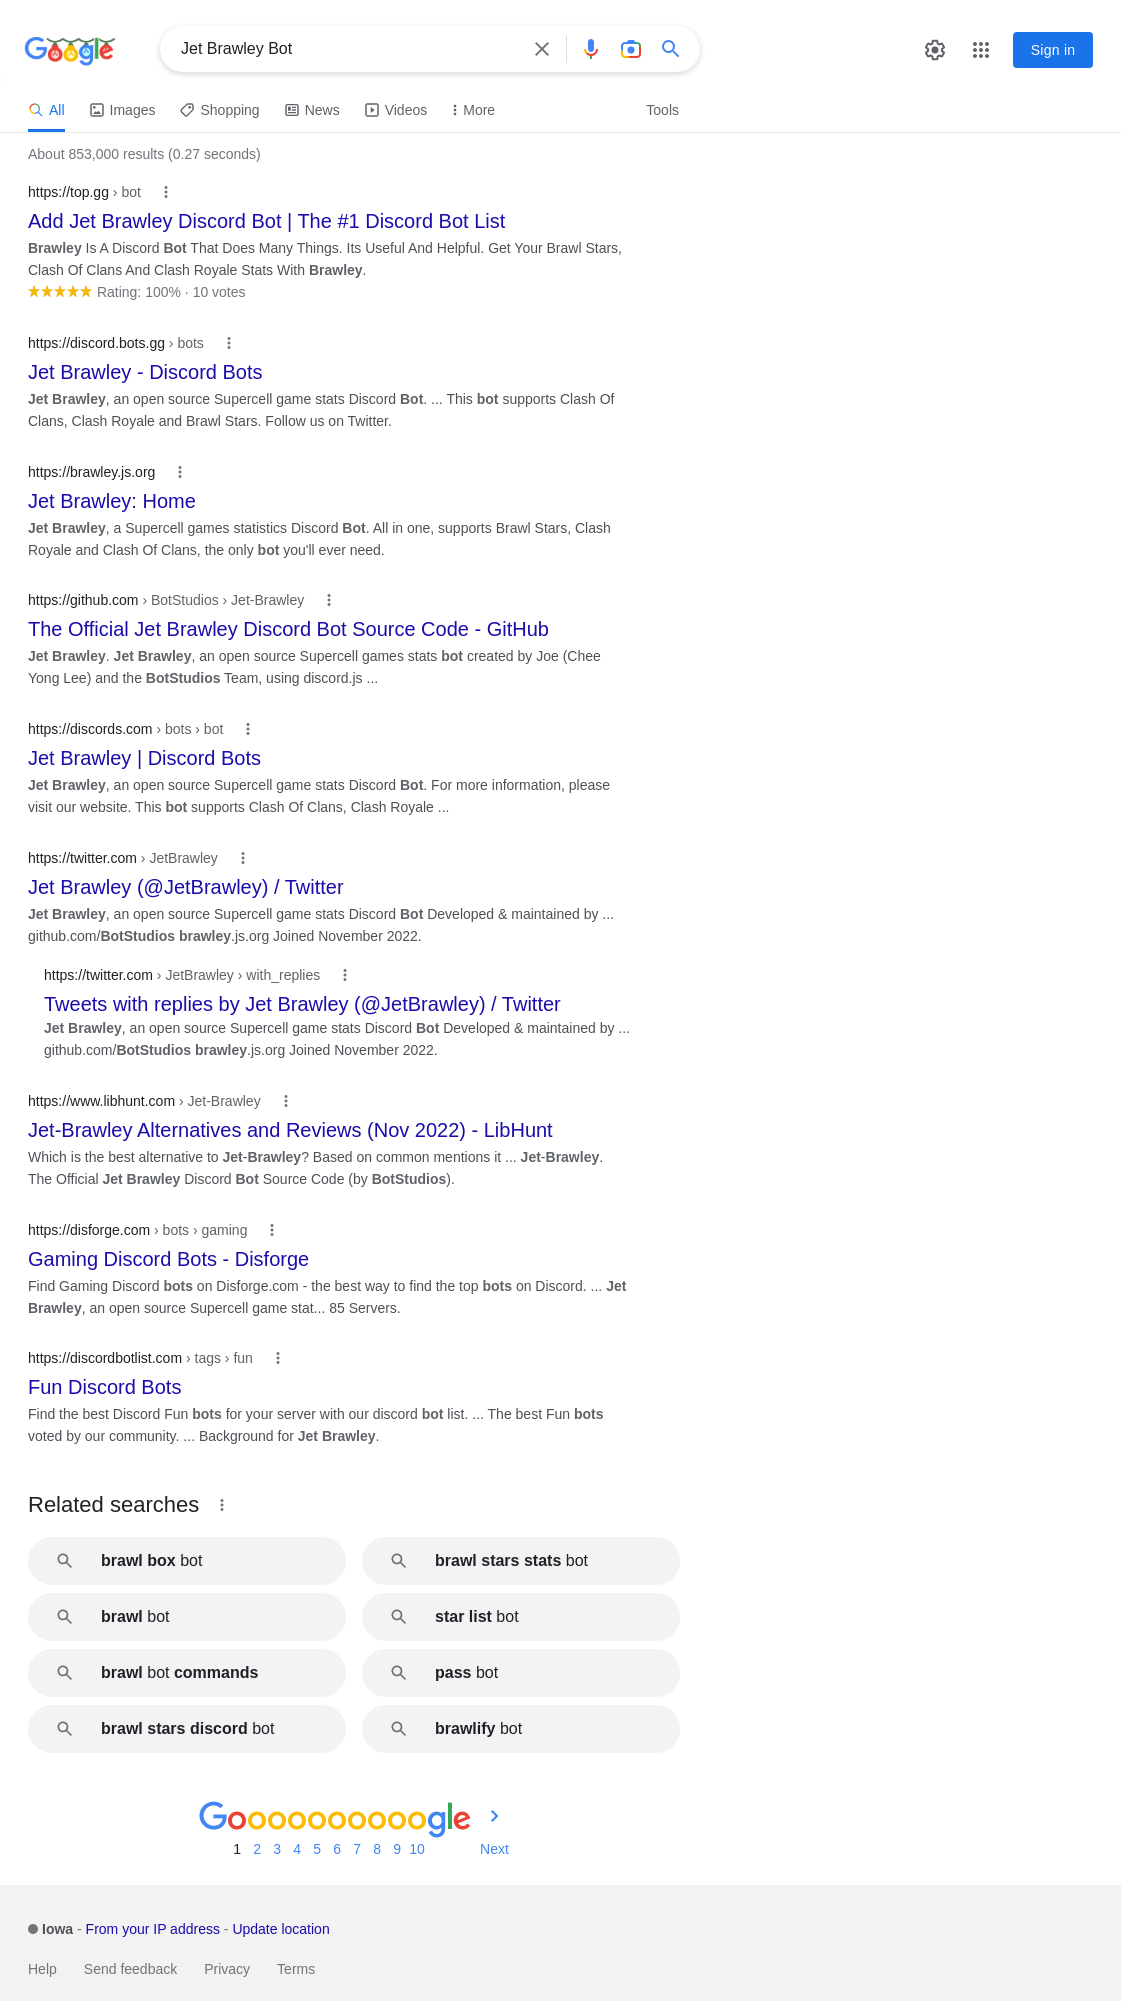 Google
Jet Brawley Bot
Sign in
All Images Shopping News Videos More Tools
About 853,000 results (0.27 seconds)
https://top.gg › bot
Add Jet Brawley Discord Bot | The #1 Discord Bot List
Brawley Is A Discord Bot That Does Many Things. Its Useful And Helpful. Get Your Brawl Stars,
Clash Of Clans And Clash Royale Stats With Brawley.
Rating: 100% · 10 votes
https://discord.bots.gg › bots
Jet Brawley - Discord Bots
Jet Brawley, an open source Supercell game stats Discord Bot. ... This bot supports Clash Of
Clans, Clash Royale and Brawl Stars. Follow us on Twitter.
https://brawley.js.org
Jet Brawley: Home
Jet Brawley, a Supercell games statistics Discord Bot. All in one, supports Brawl Stars, Clash
Royale and Clash Of Clans, the only bot you'll ever need.
https://github.com › BotStudios › Jet-Brawley
The Official Jet Brawley Discord Bot Source Code - GitHub
Jet Brawley. Jet Brawley, an open source Supercell games stats bot created by Joe (Chee
Yong Lee) and the BotStudios Team, using discord.js ...
https://discords.com › bots › bot
Jet Brawley | Discord Bots
Jet Brawley, an open source Supercell game stats Discord Bot. For more information, please
visit our website. This bot supports Clash Of Clans, Clash Royale ...
https://twitter.com › JetBrawley
Jet Brawley (@JetBrawley) / Twitter
Jet Brawley, an open source Supercell game stats Discord Bot Developed & maintained by ...
github.com/BotStudios brawley.js.org Joined November 2022.
https://twitter.com › JetBrawley › with_replies
Tweets with replies by Jet Brawley (@JetBrawley) / Twitter
Jet Brawley, an open source Supercell game stats Discord Bot Developed & maintained by ...
github.com/BotStudios brawley.js.org Joined November 2022.
https://www.libhunt.com › Jet-Brawley
Jet-Brawley Alternatives and Reviews (Nov 2022) - LibHunt
Which is the best alternative to Jet-Brawley? Based on common mentions it ... Jet-Brawley.
The Official Jet Brawley Discord Bot Source Code (by BotStudios).
https://disforge.com › bots › gaming
Gaming Discord Bots - Disforge
Find Gaming Discord bots on Disforge.com - the best way to find the top bots on Discord. ... Jet
Brawley, an open source Supercell game stat... 85 Servers.
https://discordbotlist.com › tags › fun
Fun Discord Bots
Find the best Discord Fun bots for your server with our discord bot list. ... The best Fun bots
voted by our community. ... Background for Jet Brawley.
Related searches
brawl box bot
brawl stars stats bot
brawl bot
star list bot
brawl bot commands
pass bot
brawl stars discord bot
brawlify bot
Goooooooooogle
1 2 3 4 5 6 7 8 9 10 Next
Iowa - From your IP address - Update location
Help Send feedback Privacy Terms